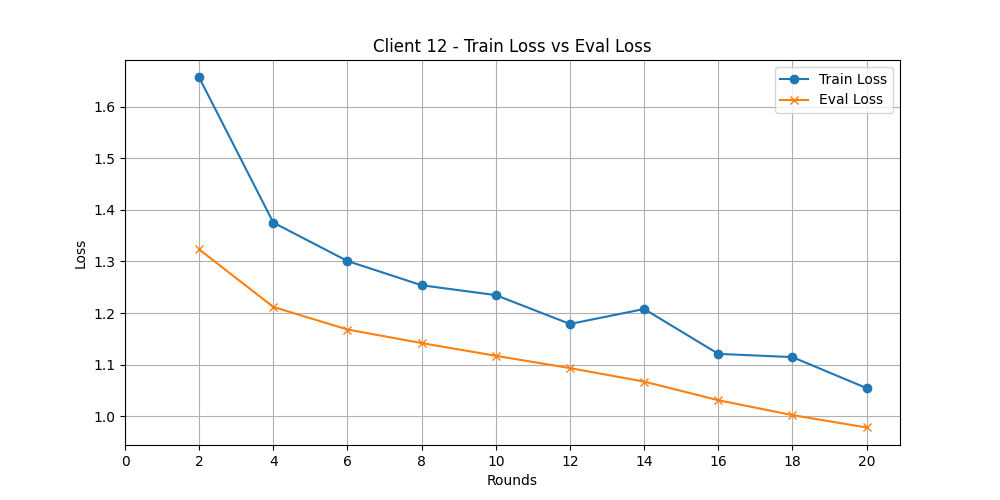 Client 12 - Train Loss vs Eval Loss
Train Loss
Eval Loss
1.6
1.5
1.4
1.3
1.2
1.1
1.0
Loss
0 2 4 6 8 10 12 14 16 18 20
Rounds